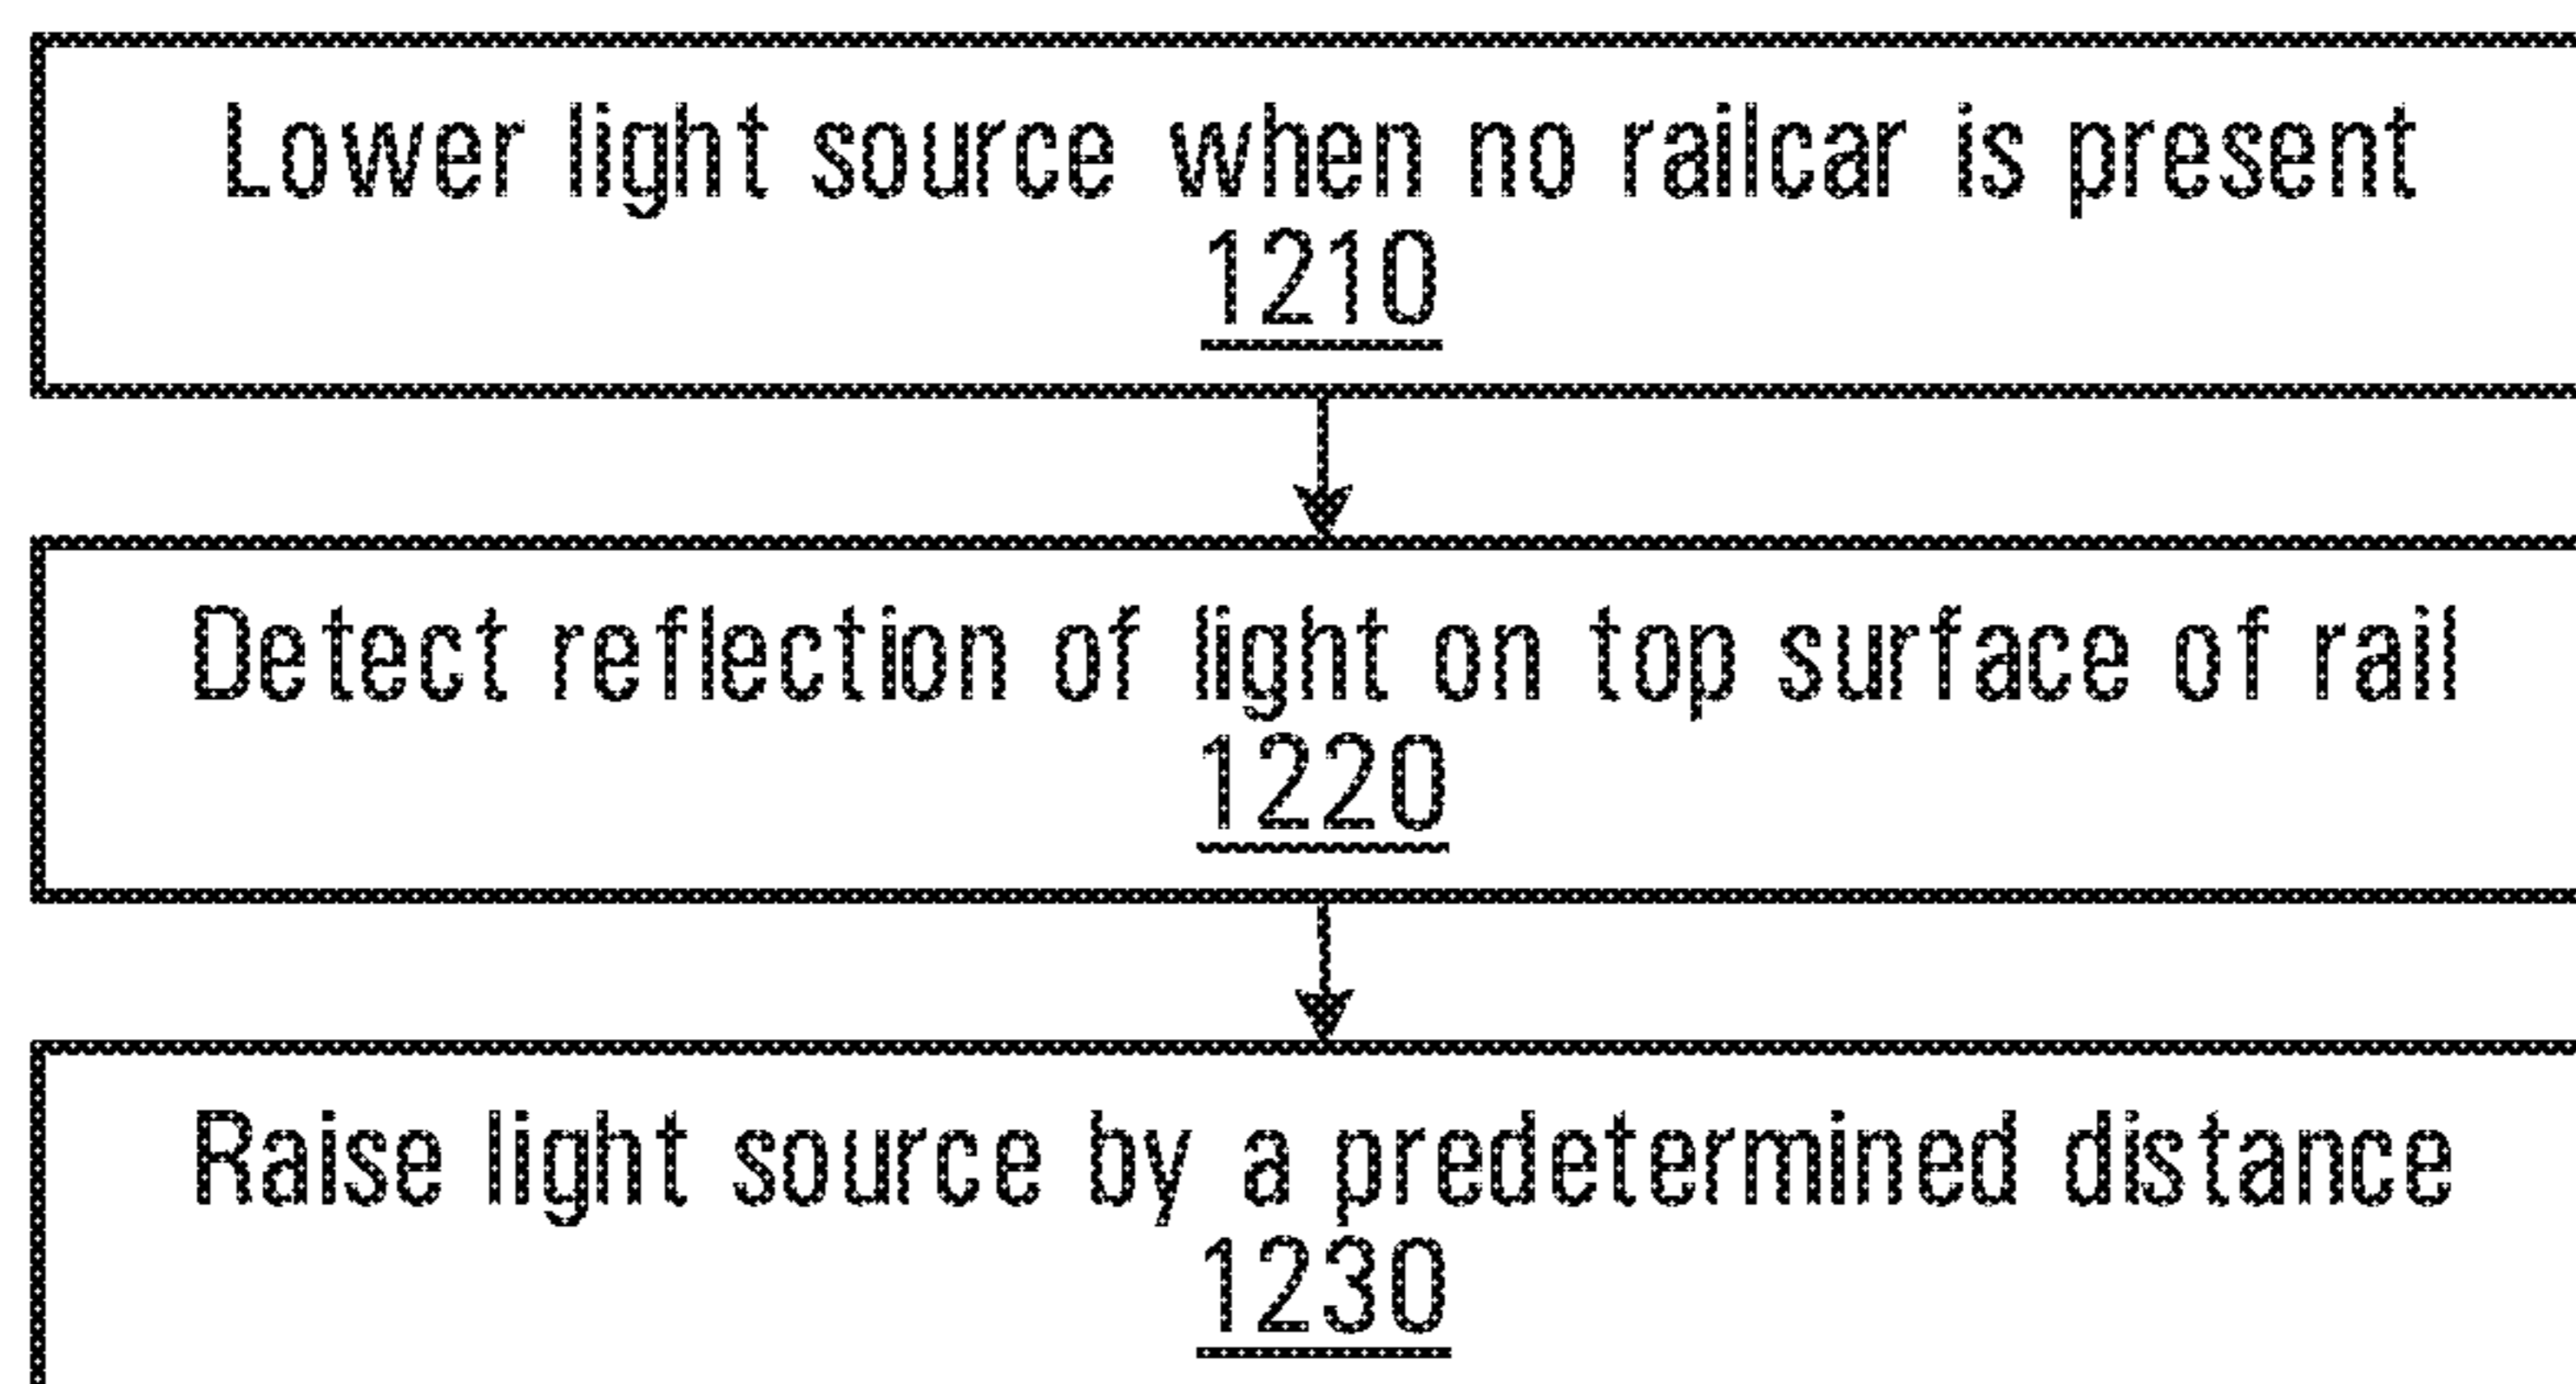 Lower light source when no railcar is present
1210
Detect reflection of light on top surface of rail
1220
Raise light source by a predetermined distance
1230